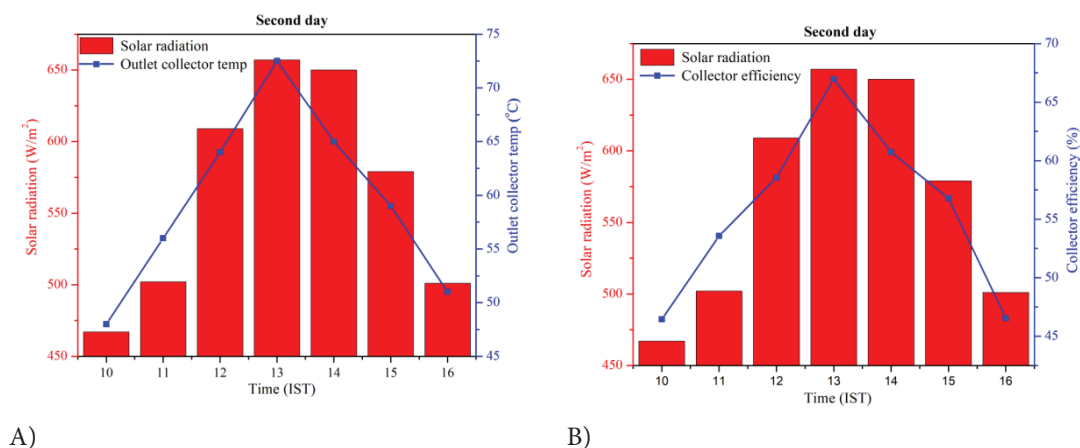 Second day
Solar radiation
Outlet collector temp
Solar radiation (W/m²)
650
600
550
500
450
75
70
65
60
55
50
45
Outlet collector temp (°C)
10 11 12 13 14 15 16
Time (IST)
A)
Second day
Solar radiation
Collector efficiency
Solar radiation (W/m²)
650
600
550
500
450
70
65
60
55
50
45
Collector efficiency (%)
10 11 12 13 14 15 16
Time (IST)
B)